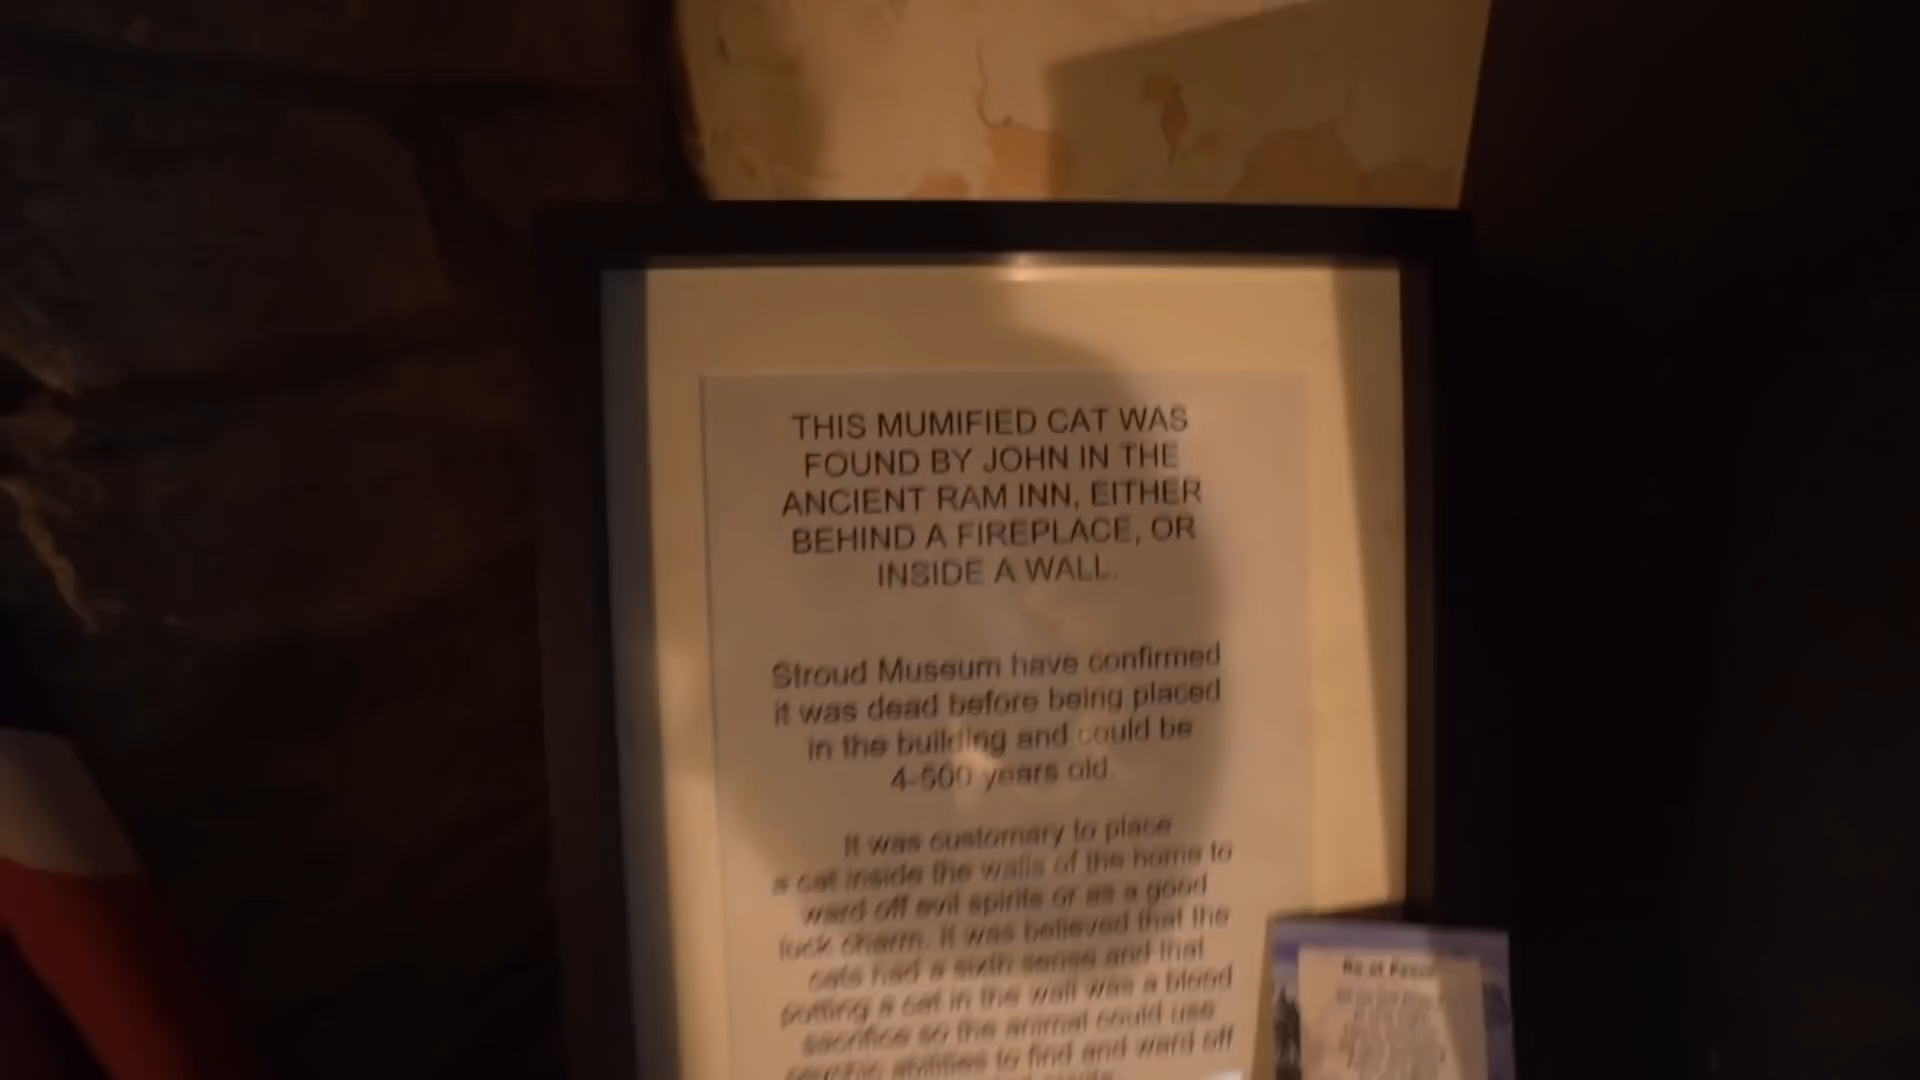 THIS MUMIFIED CAT WAS
FOUND BY JOHN IN THE
ANCIENT RAM INN, EITHER
BEHIND A FIREPLACE, OR
INSIDE A WALL.
Stroud Museum have confirmed
it was dead before being placed
in the building and could be
4-500 years old.
It was customary to place
a cat inside the walls of the home to
ward off evil spirits or as a good
luck charm. It was believed that the
cats had a sixth sense and that
putting a cat in the wall was a blood
sacrifice so the animal could use
psychic abilities to find and ward off